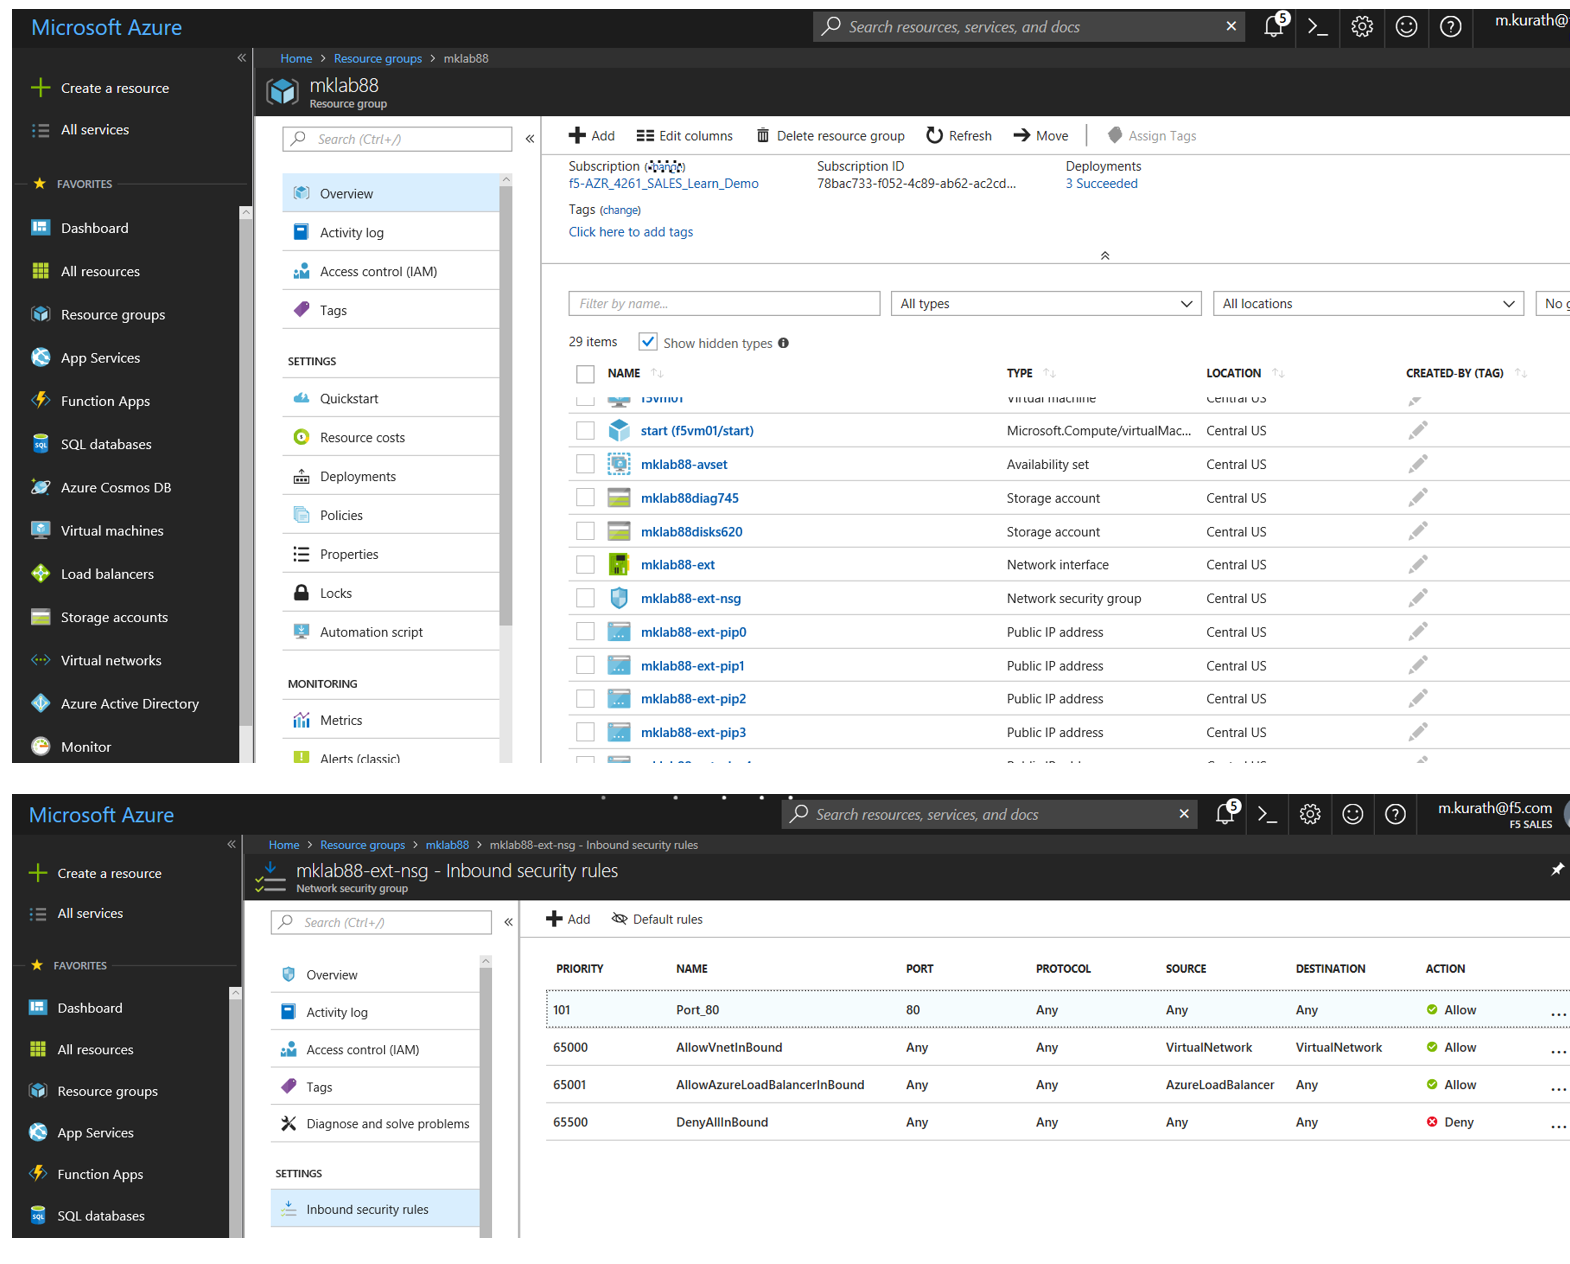 Microsoft Azure
Search resources, services, and docs
5
m.kurath@
Home > Resource groups > mklab88
mklab88
Resource group
Create a resource
All services
FAVORITES
Dashboard
All resources
Resource groups
App Services
Function Apps
SQL databases
Azure Cosmos DB
Virtual machines
Load balancers
Storage accounts
Virtual networks
Azure Active Directory
Monitor
Search (Ctrl+/)
Overview
Activity log
Access control (IAM)
Tags
SETTINGS
Quickstart
Resource costs
Deployments
Policies
Properties
Locks
Automation script
MONITORING
Metrics
Alerts (classic)
Add Edit columns Delete resource group Refresh Move Assign Tags
Subscription (change) Subscription ID Deployments
f5-AZR_4261_SALES_Learn_Demo 78bac733-f052-4c89-ab62-ac2cd... 3 Succeeded
Tags (change)
Click here to add tags
Filter by name... All types All locations No
29 items Show hidden types
NAME TYPE LOCATION CREATED-BY (TAG)
f5vm01 Virtual machine Central US
start (f5vm01/start) Microsoft.Compute/virtualMac... Central US
mklab88-avset Availability set Central US
mklab88diag745 Storage account Central US
mklab88disks620 Storage account Central US
mklab88-ext Network interface Central US
mklab88-ext-nsg Network security group Central US
mklab88-ext-pip0 Public IP address Central US
mklab88-ext-pip1 Public IP address Central US
mklab88-ext-pip2 Public IP address Central US
mklab88-ext-pip3 Public IP address Central US
Microsoft Azure
Search resources, services, and docs
5
m.kurath@f5.com
F5 SALES
Home > Resource groups > mklab88 > mklab88-ext-nsg - Inbound security rules
mklab88-ext-nsg - Inbound security rules
Network security group
Create a resource
All services
FAVORITES
Dashboard
All resources
Resource groups
App Services
Function Apps
SQL databases
Search (Ctrl+/)
Overview
Activity log
Access control (IAM)
Tags
Diagnose and solve problems
SETTINGS
Inbound security rules
Add Default rules
PRIORITY NAME PORT PROTOCOL SOURCE DESTINATION ACTION
101 Port_80 80 Any Any Any Allow ...
65000 AllowVnetInBound Any Any VirtualNetwork VirtualNetwork Allow ...
65001 AllowAzureLoadBalancerInBound Any Any AzureLoadBalancer Any Allow ...
65500 DenyAllInBound Any Any Any Any Deny ...